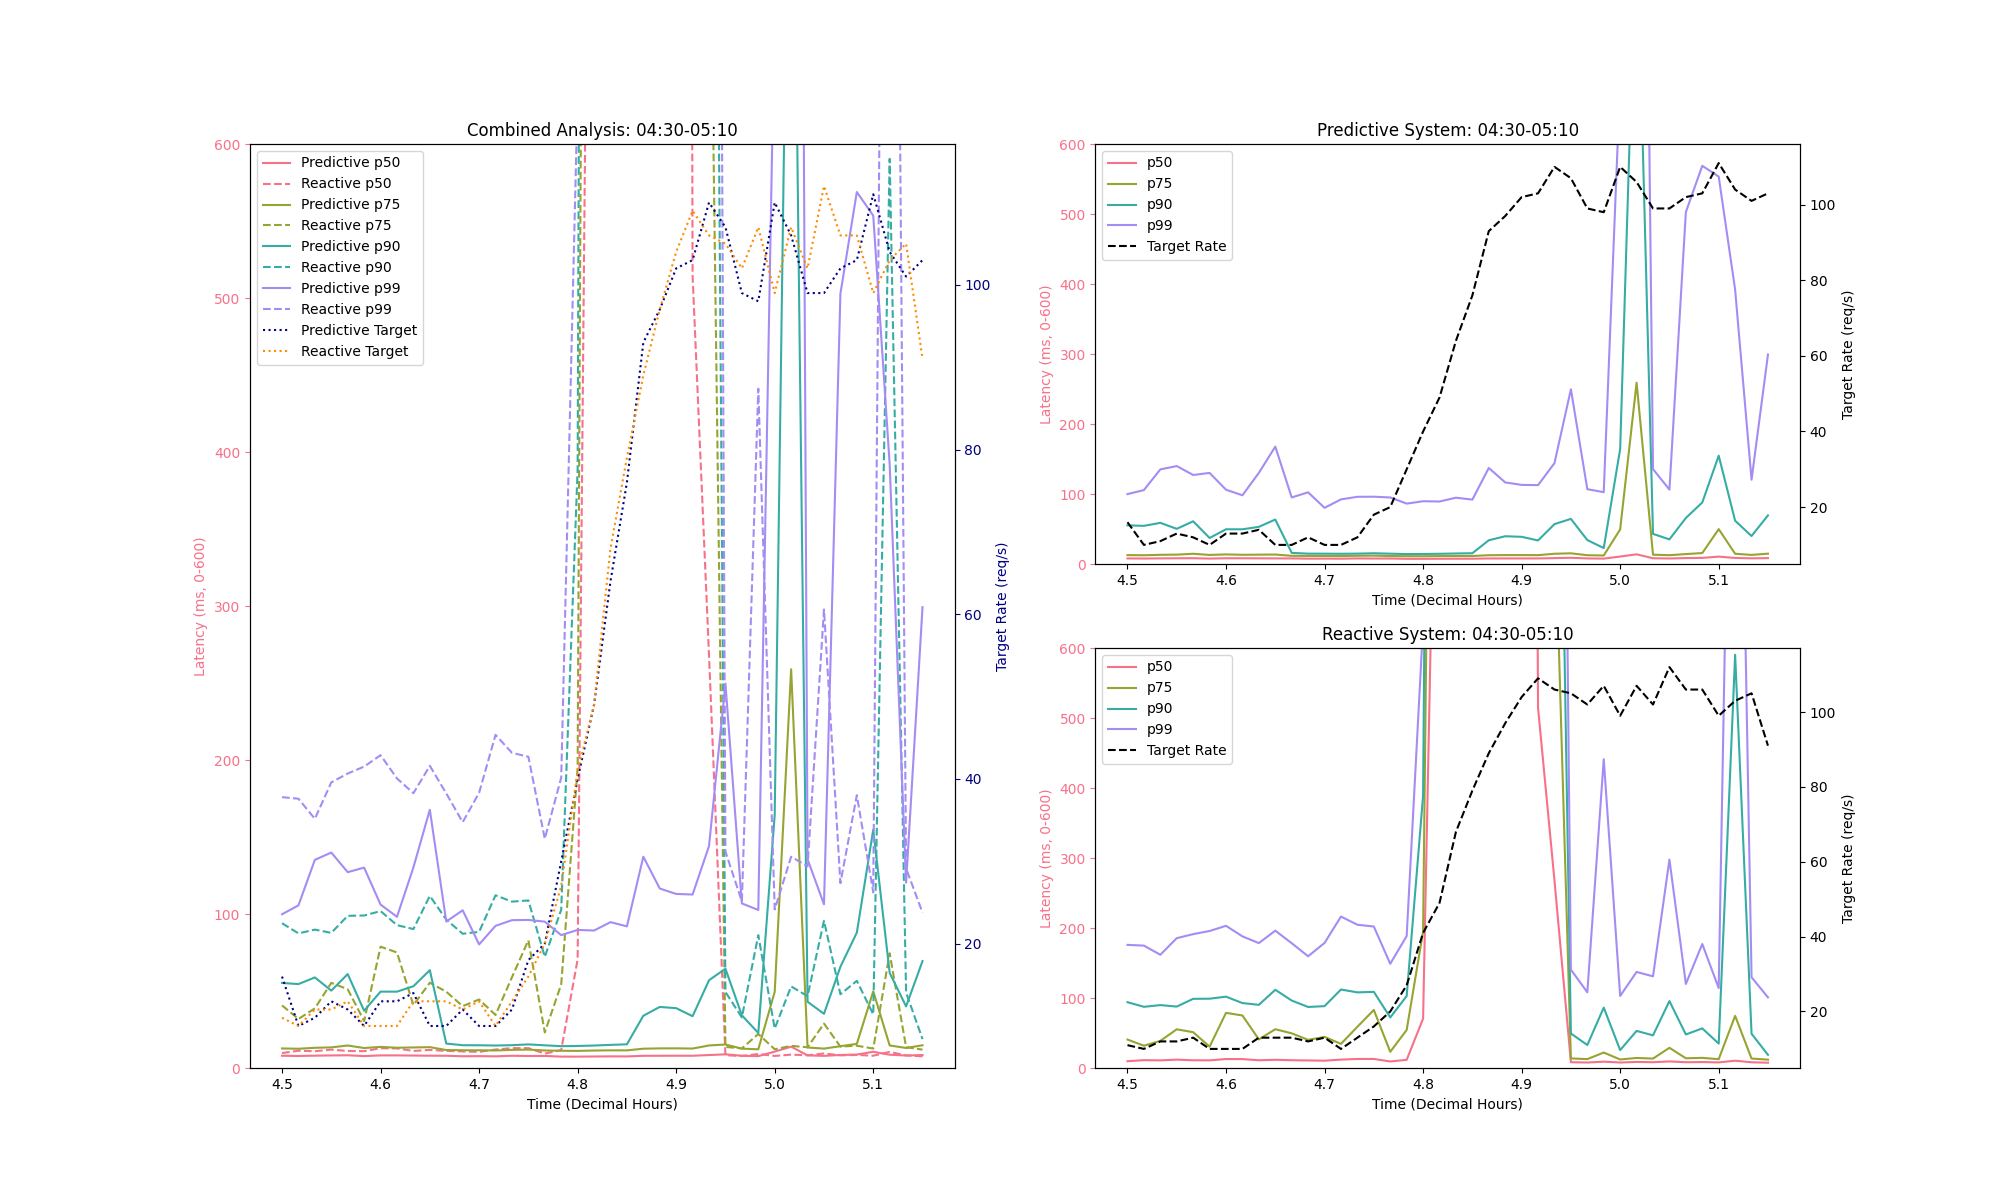 Combined Analysis: 04:30-05:10
Predictive p50
Reactive p50
Predictive p75
Reactive p75
Predictive p90
Reactive p90
Predictive p99
Reactive p99
Predictive Target
Reactive Target
600
500
400
300
200
100
0
Latency (ms, 0-600)
100
80
60
40
20
Target Rate (req/s)
4.5 4.6 4.7 4.8 4.9 5.0 5.1
Time (Decimal Hours)
Predictive System: 04:30-05:10
p50
p75
p90
p99
Target Rate
600
500
400
300
200
100
0
Latency (ms, 0-600)
100
80
60
40
20
Target Rate (req/s)
4.5 4.6 4.7 4.8 4.9 5.0 5.1
Time (Decimal Hours)
Reactive System: 04:30-05:10
p50
p75
p90
p99
Target Rate
600
500
400
300
200
100
0
Latency (ms, 0-600)
100
80
60
40
20
Target Rate (req/s)
4.5 4.6 4.7 4.8 4.9 5.0 5.1
Time (Decimal Hours)